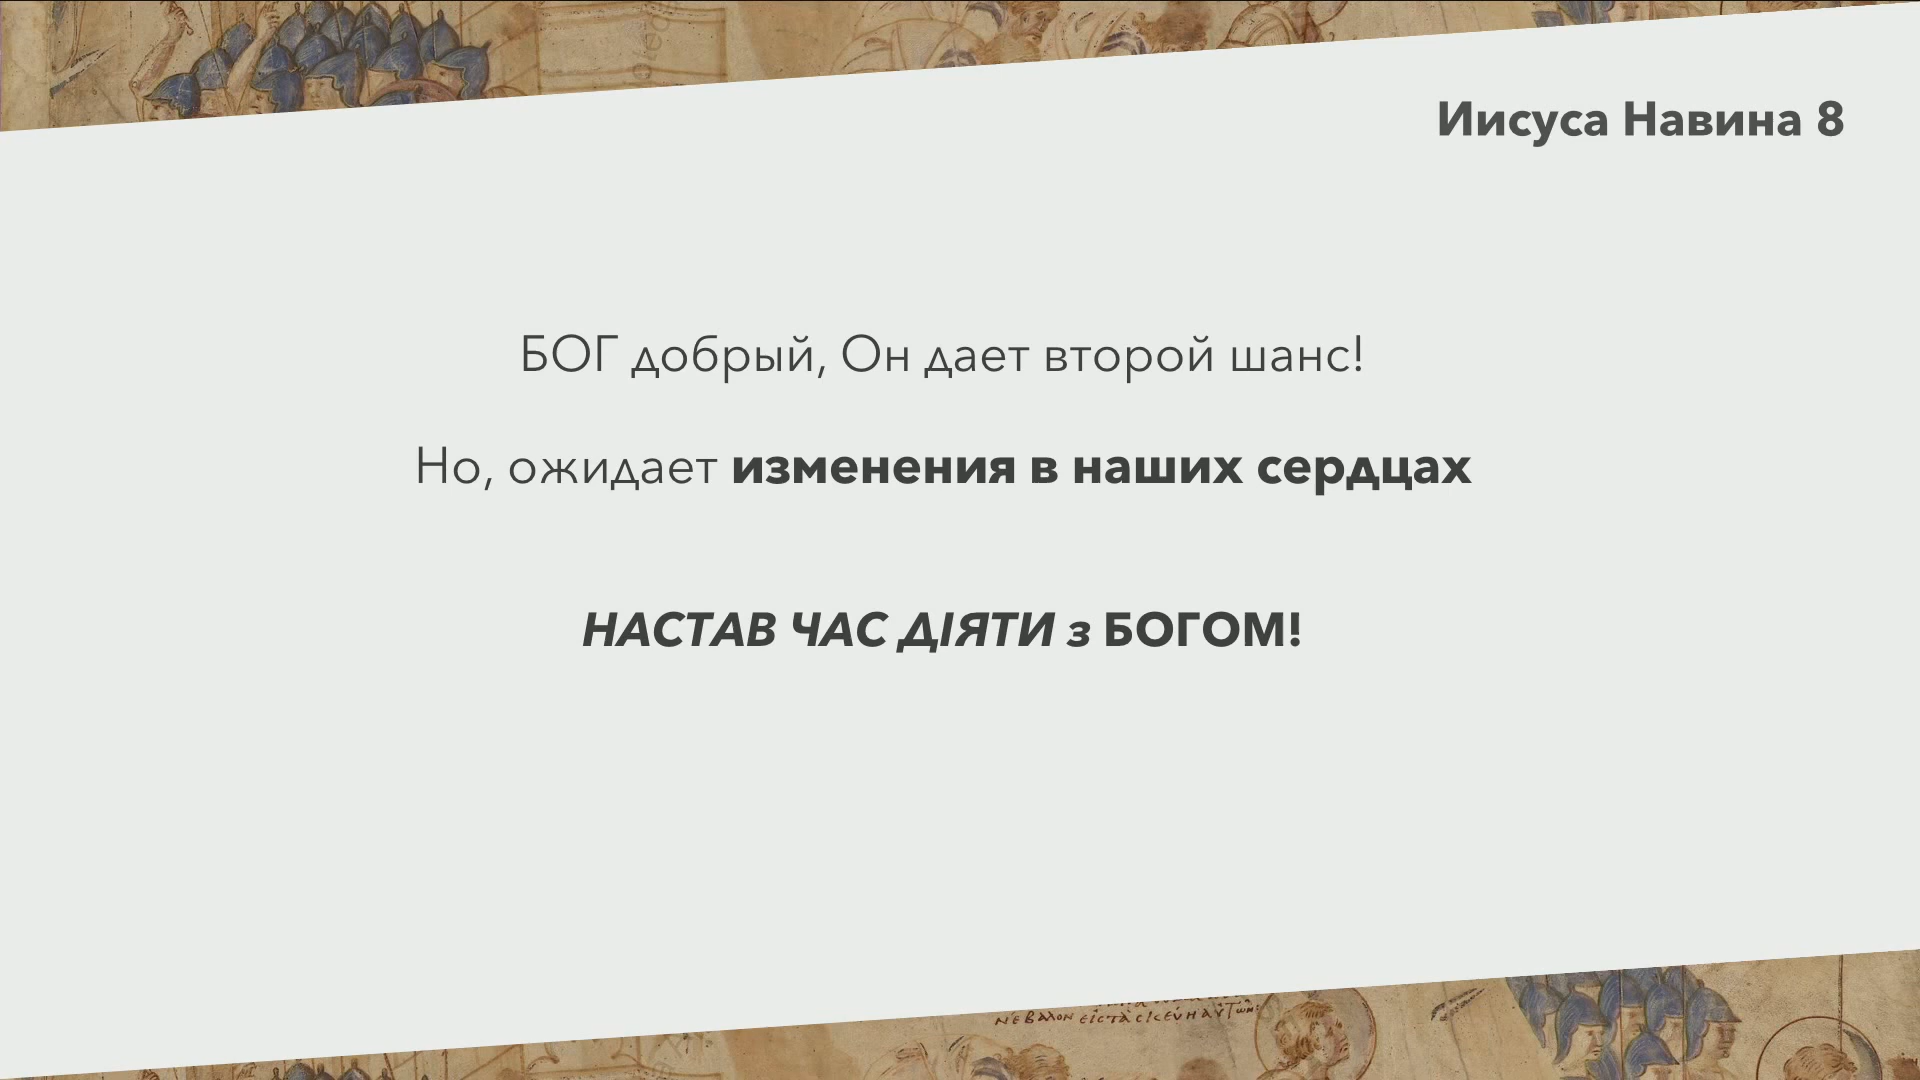 Иисуса Навина 8
БОГ добрый, Он дает второй шанс!
Но, ожидает изменения в наших сердцах
НАСТАВ ЧАС ДІЯТИ з БОГОМ!